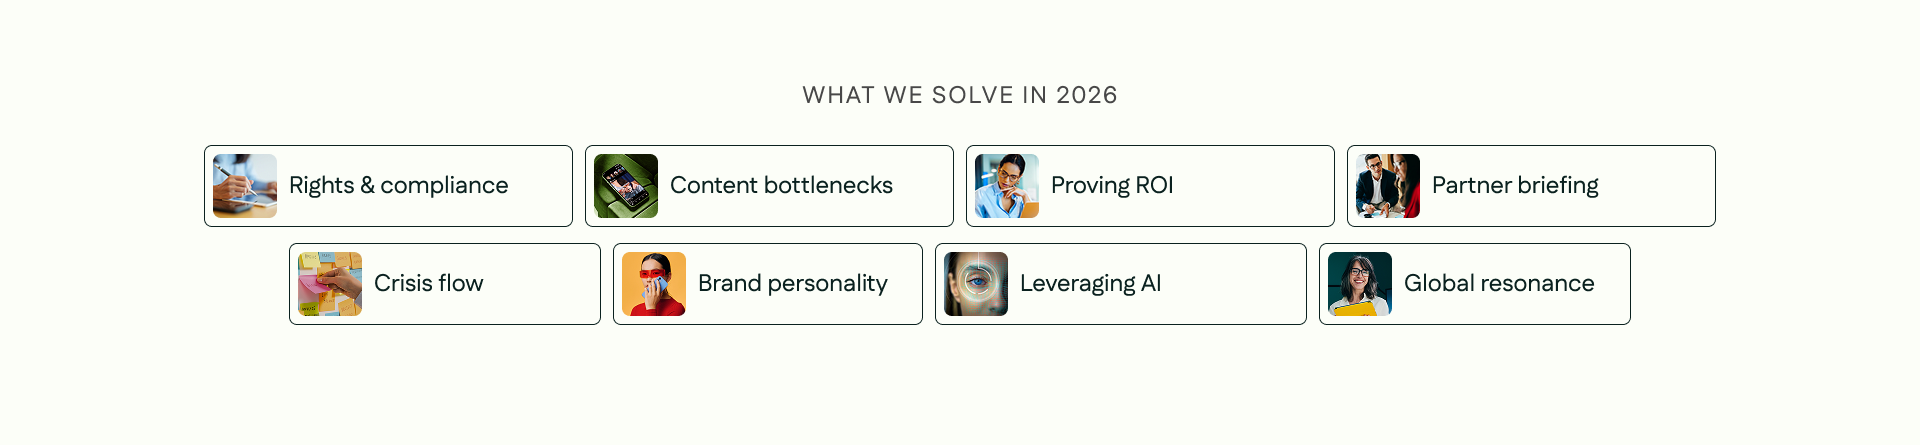 WHAT WE SOLVE IN 2026
Rights & compliance
Content bottlenecks
Proving ROI
Partner briefing
Crisis flow
Brand personality
Leveraging AI
Global resonance